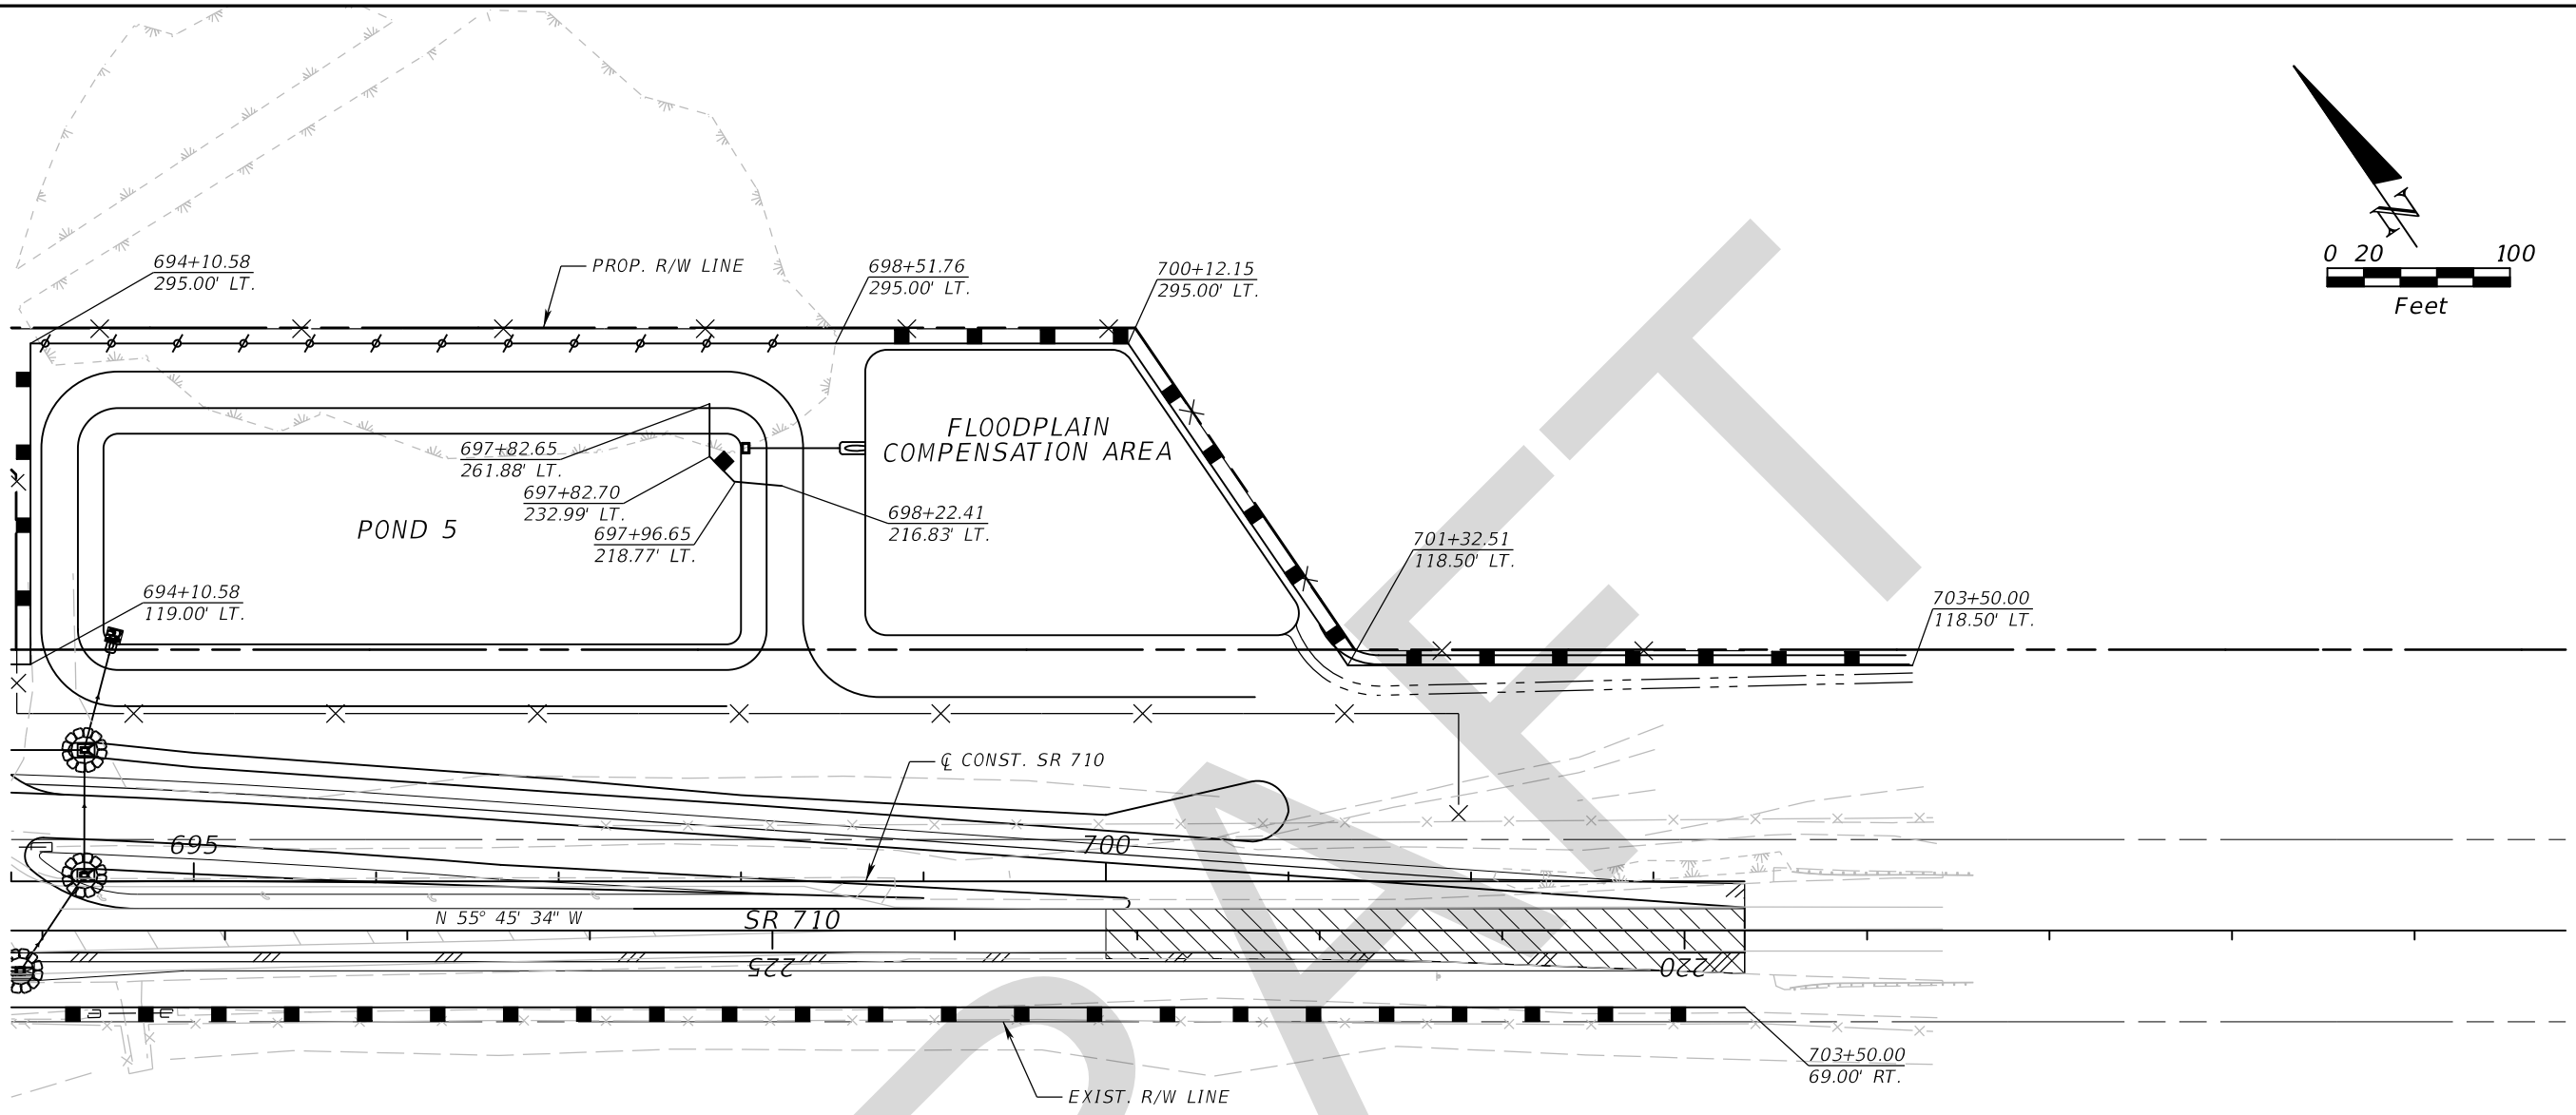 0 20 100
Feet
N
694+10.58
295.00' LT.
PROP. R/W LINE
698+51.76
295.00' LT.
700+12.15
295.00' LT.
FLOODPLAIN
COMPENSATION AREA
697+82.65
261.88' LT.
697+82.70
232.99' LT.
697+96.65
218.77' LT.
698+22.41
216.83' LT.
POND 5
701+32.51
118.50' LT.
694+10.58
119.00' LT.
703+50.00
118.50' LT.
℄ CONST. SR 710
695
700
N 55° 45' 34" W
SR 710
225
220
703+50.00
69.00' RT.
EXIST. R/W LINE
DRAFT